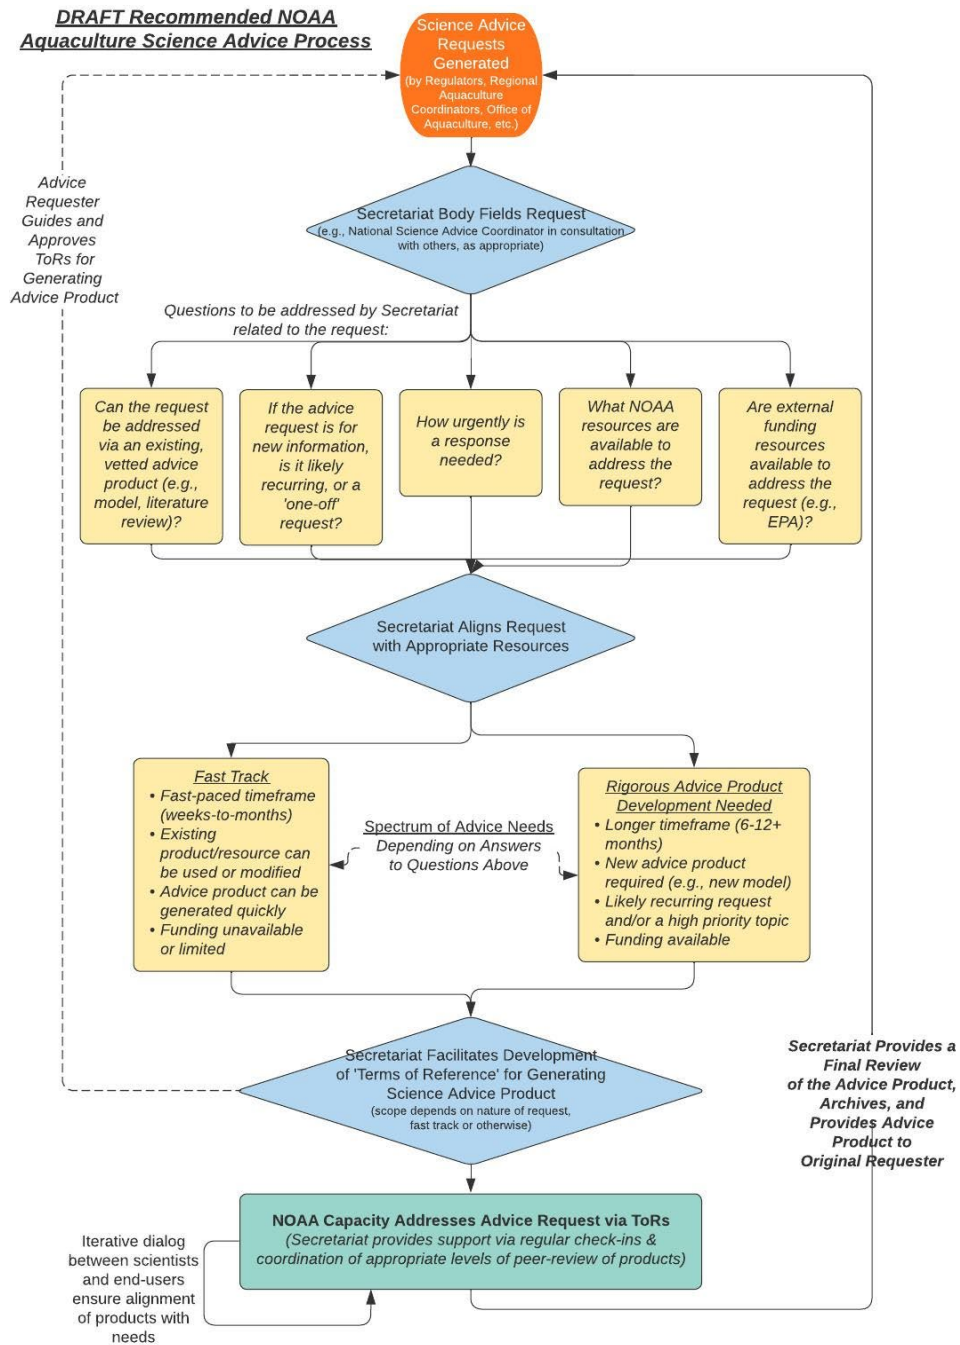 DRAFT Recommended NOAA
Aquaculture Science Advice Process
Science Advice
Requests
Generated
(by Regulators, Regional
Aquaculture
Coordinators, Office of
Aquaculture, etc.)
Advice
Requester
Guides and
Approves
ToRs for
Generating
Advice Product
Secretariat Body Fields Request
(e.g., National Science Advice Coordinator in consultation
with others, as appropriate)
Questions to be addressed by Secretariat
related to the request:
Can the request
be addressed
via an existing,
vetted advice
product (e.g.,
model, literature
review)?
If the advice
request is for
new information,
is it likely
recurring, or a
'one-off'
request?
How urgently is
a response
needed?
What NOAA
resources are
available to
address the
request?
Are external
funding
resources
available to
address the
request (e.g.,
EPA)?
Secretariat Aligns Request
with Appropriate Resources
Fast Track
• Fast-paced timeframe
(weeks-to-months)
• Existing
product/resource can
be used or modified
• Advice product can be
generated quickly
• Funding unavailable
or limited
Spectrum of Advice Needs
Depending on Answers
to Questions Above
Rigorous Advice Product
Development Needed
• Longer timeframe (6-12+
months)
• New advice product
required (e.g., new model)
• Likely recurring request
and/or a high priority topic
• Funding available
Secretariat Facilitates Development
of 'Terms of Reference' for Generating
Science Advice Product
(scope depends on nature of request,
fast track or otherwise)
Secretariat Provides a
Final Review
of the Advice Product,
Archives, and
Provides Advice
Product to
Original Requester
NOAA Capacity Addresses Advice Request via ToRs
(Secretariat provides support via regular check-ins &
coordination of appropriate levels of peer-review of products)
Iterative dialog
between scientists
and end-users
ensure alignment
of products with
needs